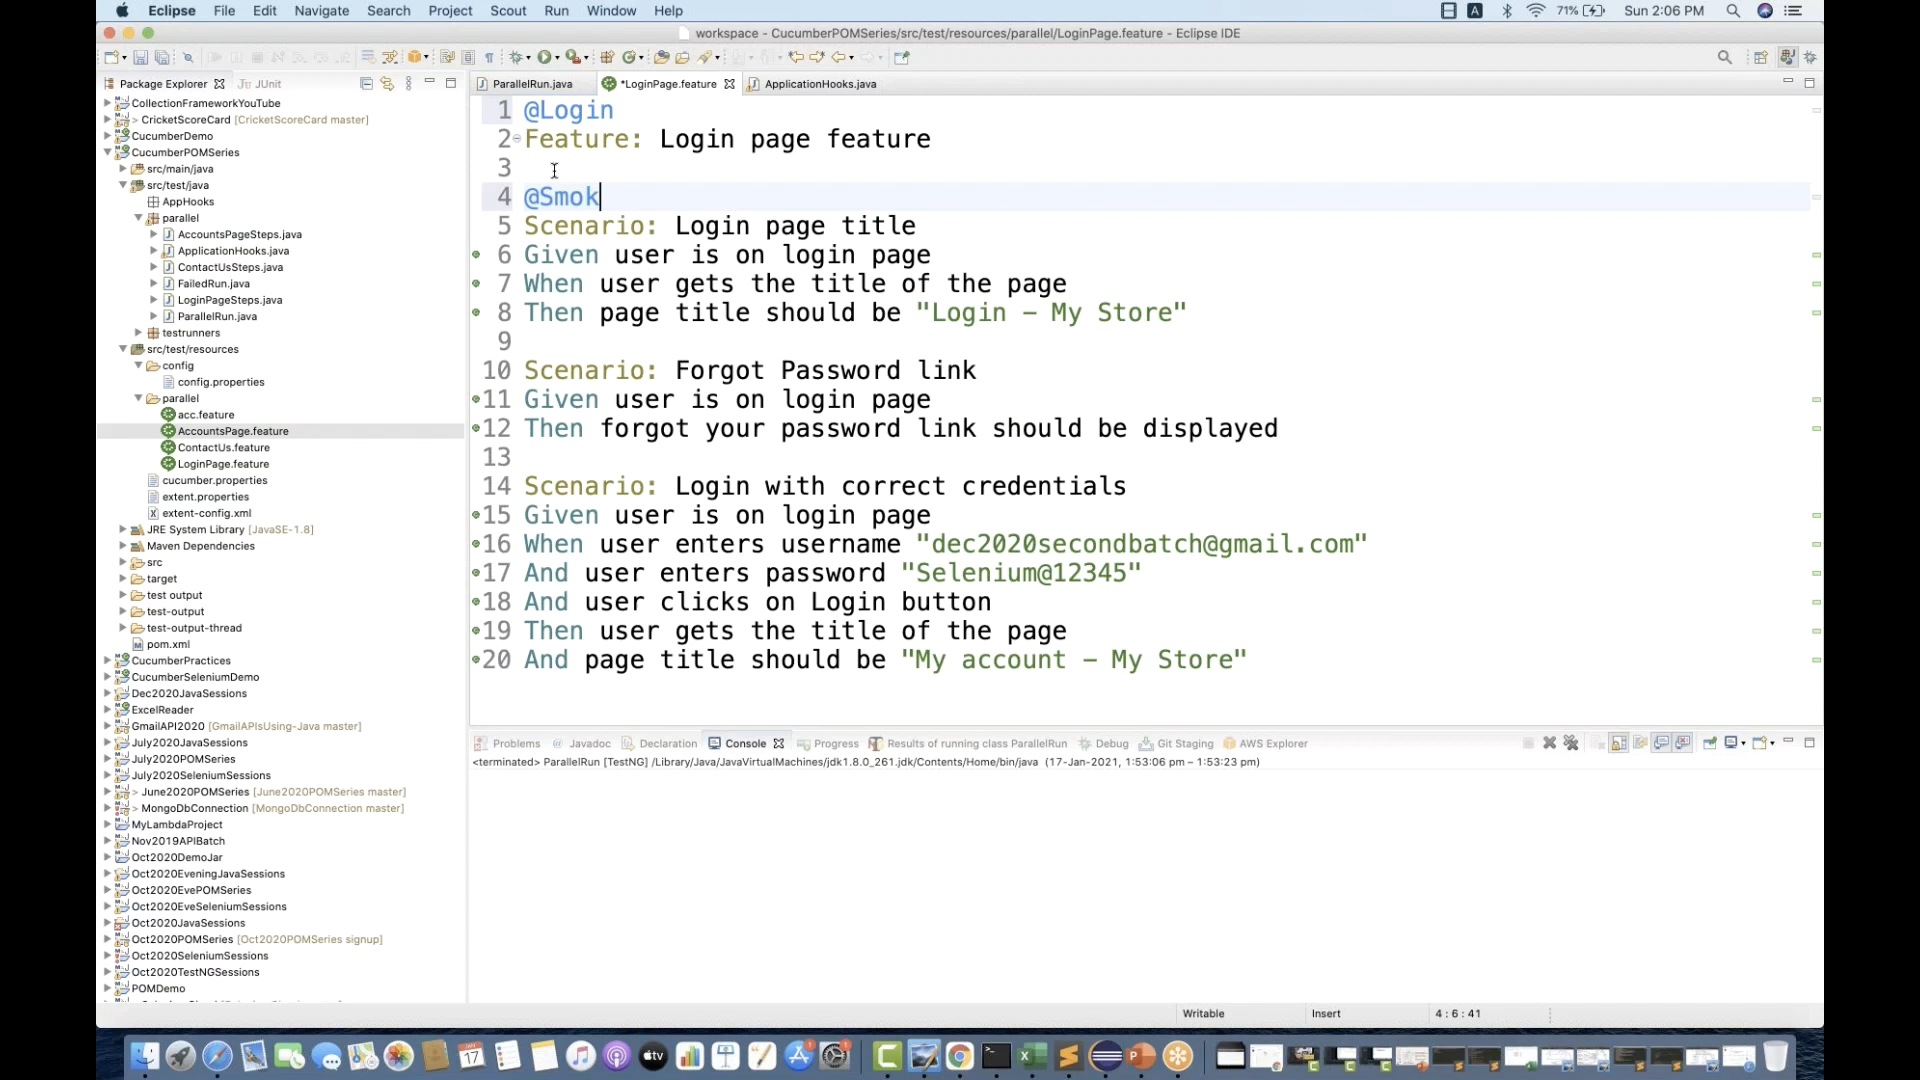 Eclipse File Edit Navigate Search Project Scout Run Window Help A 71% Sun 2:06 PM
workspace - CucumberPOMSeries/src/test/resources/parallel/LoginPage.feature - Eclipse IDE
Package Explorer JUnit
CollectionFrameworkYouTube
> CricketScoreCard [CricketScoreCard master]
CucumberDemo
CucumberPOMSeries
src/main/java
src/test/java
AppHooks
parallel
AccountsPageSteps.java
ApplicationHooks.java
ContactUsSteps.java
FailedRun.java
LoginPageSteps.java
ParallelRun.java
testrunners
src/test/resources
config
config.properties
parallel
acc.feature
AccountsPage.feature
ContactUs.feature
LoginPage.feature
cucumber.properties
extent.properties
extent-config.xml
JRE System Library [JavaSE-1.8]
Maven Dependencies
src
target
test output
test-output
test-output-thread
pom.xml
CucumberPractices
CucumberSeleniumDemo
Dec2020JavaSessions
ExcelReader
GmailAPI2020 [GmailAPIsUsing-Java master]
July2020JavaSessions
July2020POMSeries
July2020SeleniumSessions
> June2020POMSeries [June2020POMSeries master]
> MongoDbConnection [MongoDbConnection master]
MyLambdaProject
Nov2019APIBatch
Oct2020DemoJar
Oct2020EveningJavaSessions
Oct2020EvePOMSeries
Oct2020EveSeleniumSessions
Oct2020JavaSessions
Oct2020POMSeries [Oct2020POMSeries signup]
Oct2020SeleniumSessions
Oct2020TestNGSessions
POMDemo
ParallelRun.java *LoginPage.feature ApplicationHooks.java
1 @Login
2 Feature: Login page feature
3
4 @Smok
5 Scenario: Login page title
6 Given user is on login page
7 When user gets the title of the page
8 Then page title should be "Login - My Store"
9
10 Scenario: Forgot Password link
11 Given user is on login page
12 Then forgot your password link should be displayed
13
14 Scenario: Login with correct credentials
15 Given user is on login page
16 When user enters username "dec2020secondbatch@gmail.com"
17 And user enters password "Selenium@12345"
18 And user clicks on Login button
19 Then user gets the title of the page
20 And page title should be "My account - My Store"
Problems Javadoc Declaration Console Progress Results of running class ParallelRun Debug Git Staging AWS Explorer
<terminated> ParallelRun [TestNG] /Library/Java/JavaVirtualMachines/jdk1.8.0_261.jdk/Contents/Home/bin/java (17-Jan-2021, 1:53:06 pm – 1:53:23 pm)
Writable Insert 4 : 6 : 41
17 tv